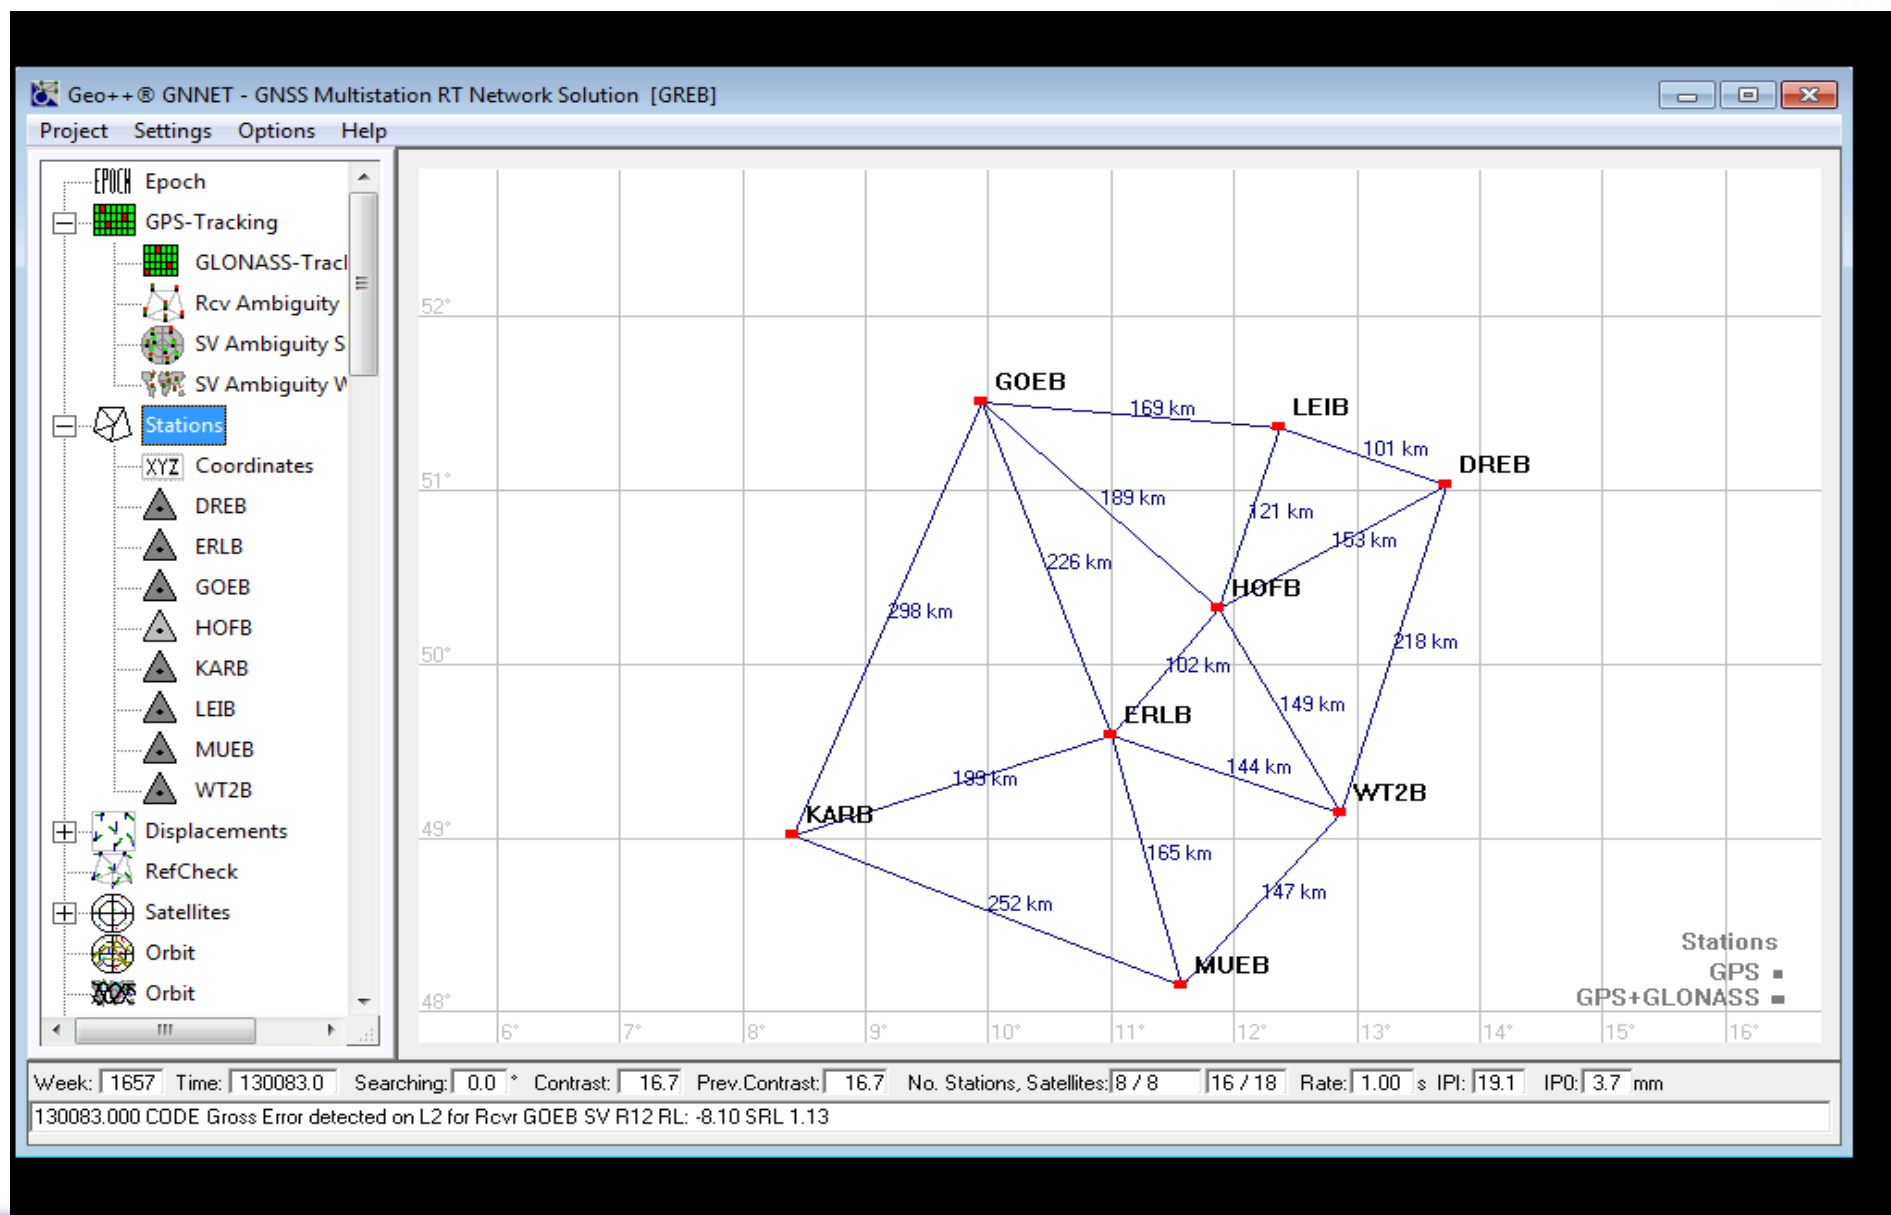 Geo++® GNNET - GNSS Multistation RT Network Solution [GREB]
Project Settings Options Help
EPOCH Epoch
GPS-Tracking
GLONASS-Tracl
Rcv Ambiguity
SV Ambiguity S
SV Ambiguity W
Stations
XYZ Coordinates
DREB
ERLB
GOEB
HOFB
KARB
LEIB
MUEB
WT2B
Displacements
RefCheck
Satellites
Orbit
Orbit
52°
GOEB
169 km
LEIB
101 km
DREB
51°
189 km
121 km
153 km
226 km
HOFB
298 km
218 km
50°
102 km
149 km
ERLB
144 km
199 km
WT2B
KARB
49°
165 km
147 km
252 km
Stations
MUEB
GPS
GPS+GLONASS
48°
6° 7° 8° 9° 10° 11° 12° 13° 14° 15° 16°
Week: 1657 Time: 130083.0 Searching: 0.0 ° Contrast: 16.7 Prev.Contrast: 16.7 No. Stations, Satellites: 8 / 8 16 / 18 Rate: 1.00 s IPI: 19.1 IP0: 3.7 mm
130083.000 CODE Gross Error detected on L2 for Rcvr GOEB SV R12 RL: -8.10 SRL 1.13